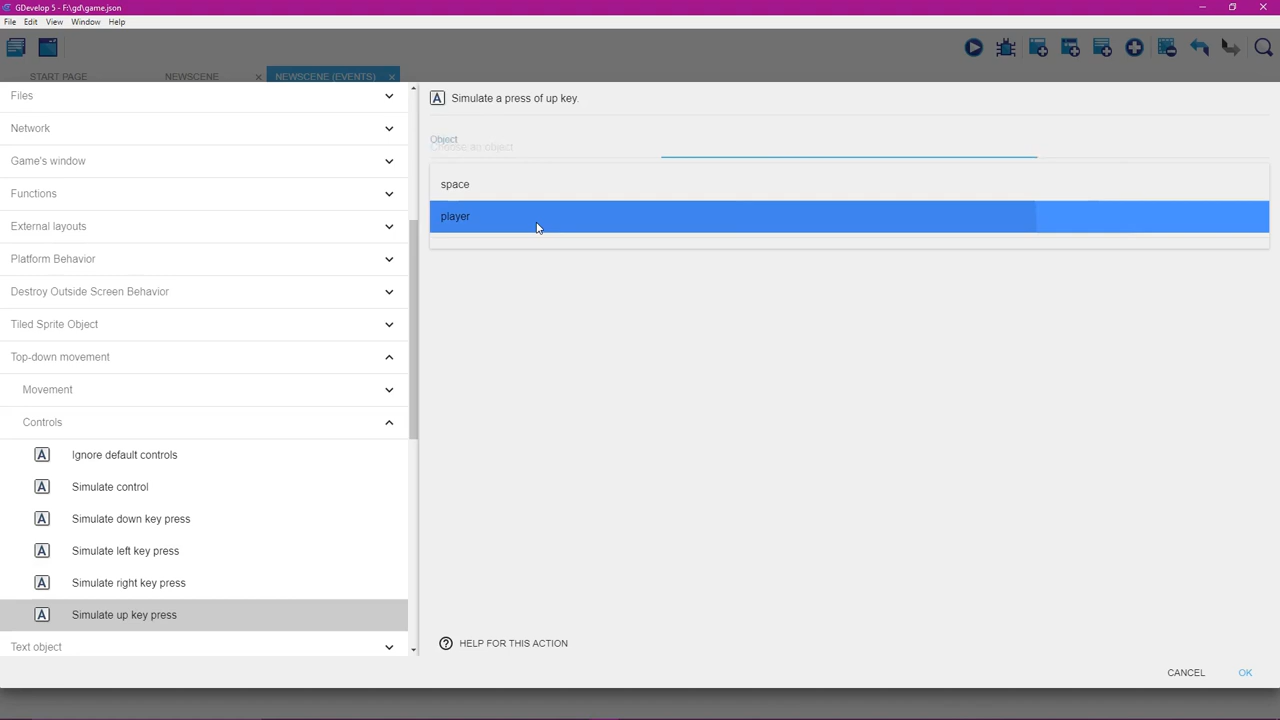 GDevelop 5 - F:\gd\game.json
File Edit View Window Help
START PAGE
NEWSCENE
NEWSCENE (EVENTS)
Files
Network
Game's window
Functions
External layouts
Platform Behavior
Destroy Outside Screen Behavior
Tiled Sprite Object
Top-down movement
Movement
Controls
Ignore default controls
Simulate control
Simulate down key press
Simulate left key press
Simulate right key press
Simulate up key press
Text object
Simulate a press of up key.
Object
Choose an object
space
player
HELP FOR THIS ACTION
CANCEL OK